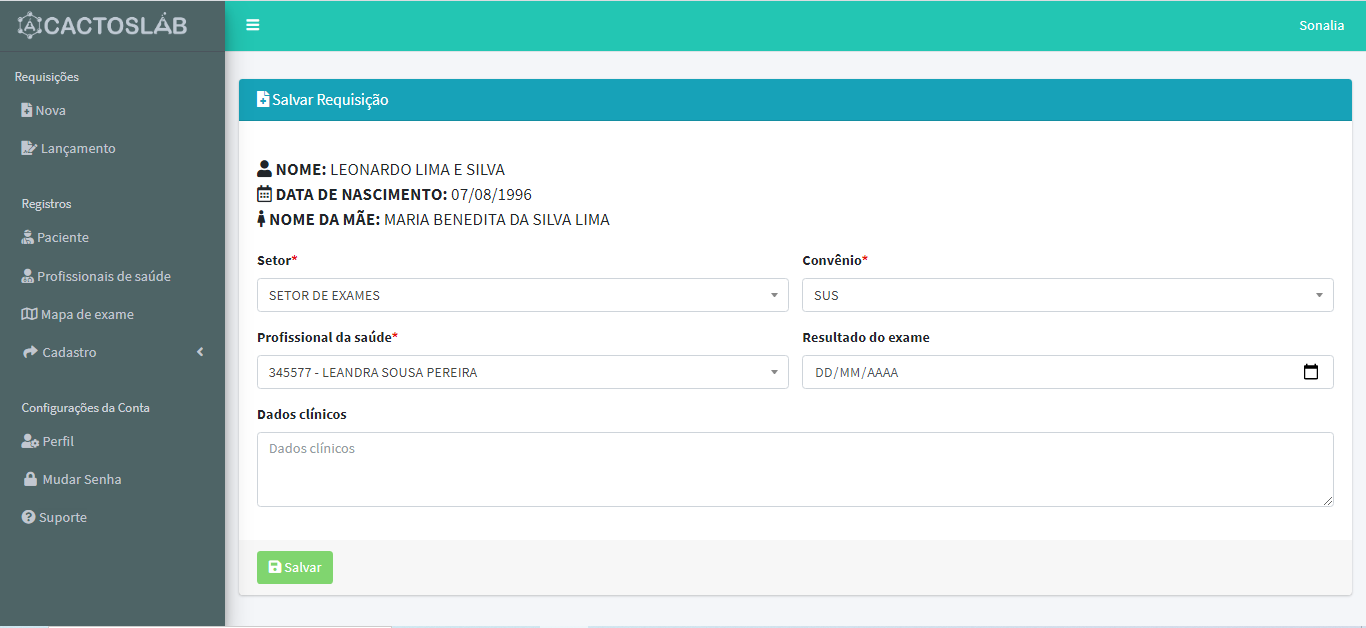 CACTOSLAB
Sonalia
Requisições
Nova
Lançamento
Registros
Paciente
Profissionais de saúde
Mapa de exame
Cadastro
Configurações da Conta
Perfil
Mudar Senha
Suporte
Salvar Requisição
NOME: LEONARDO LIMA E SILVA
DATA DE NASCIMENTO: 07/08/1996
NOME DA MÃE: MARIA BENEDITA DA SILVA LIMA
Setor* Convênio*
SETOR DE EXAMES SUS
Profissional da saúde* Resultado do exame
345577 - LEANDRA SOUSA PEREIRA DD/MM/AAAA
Dados clínicos
Dados clínicos
Salvar